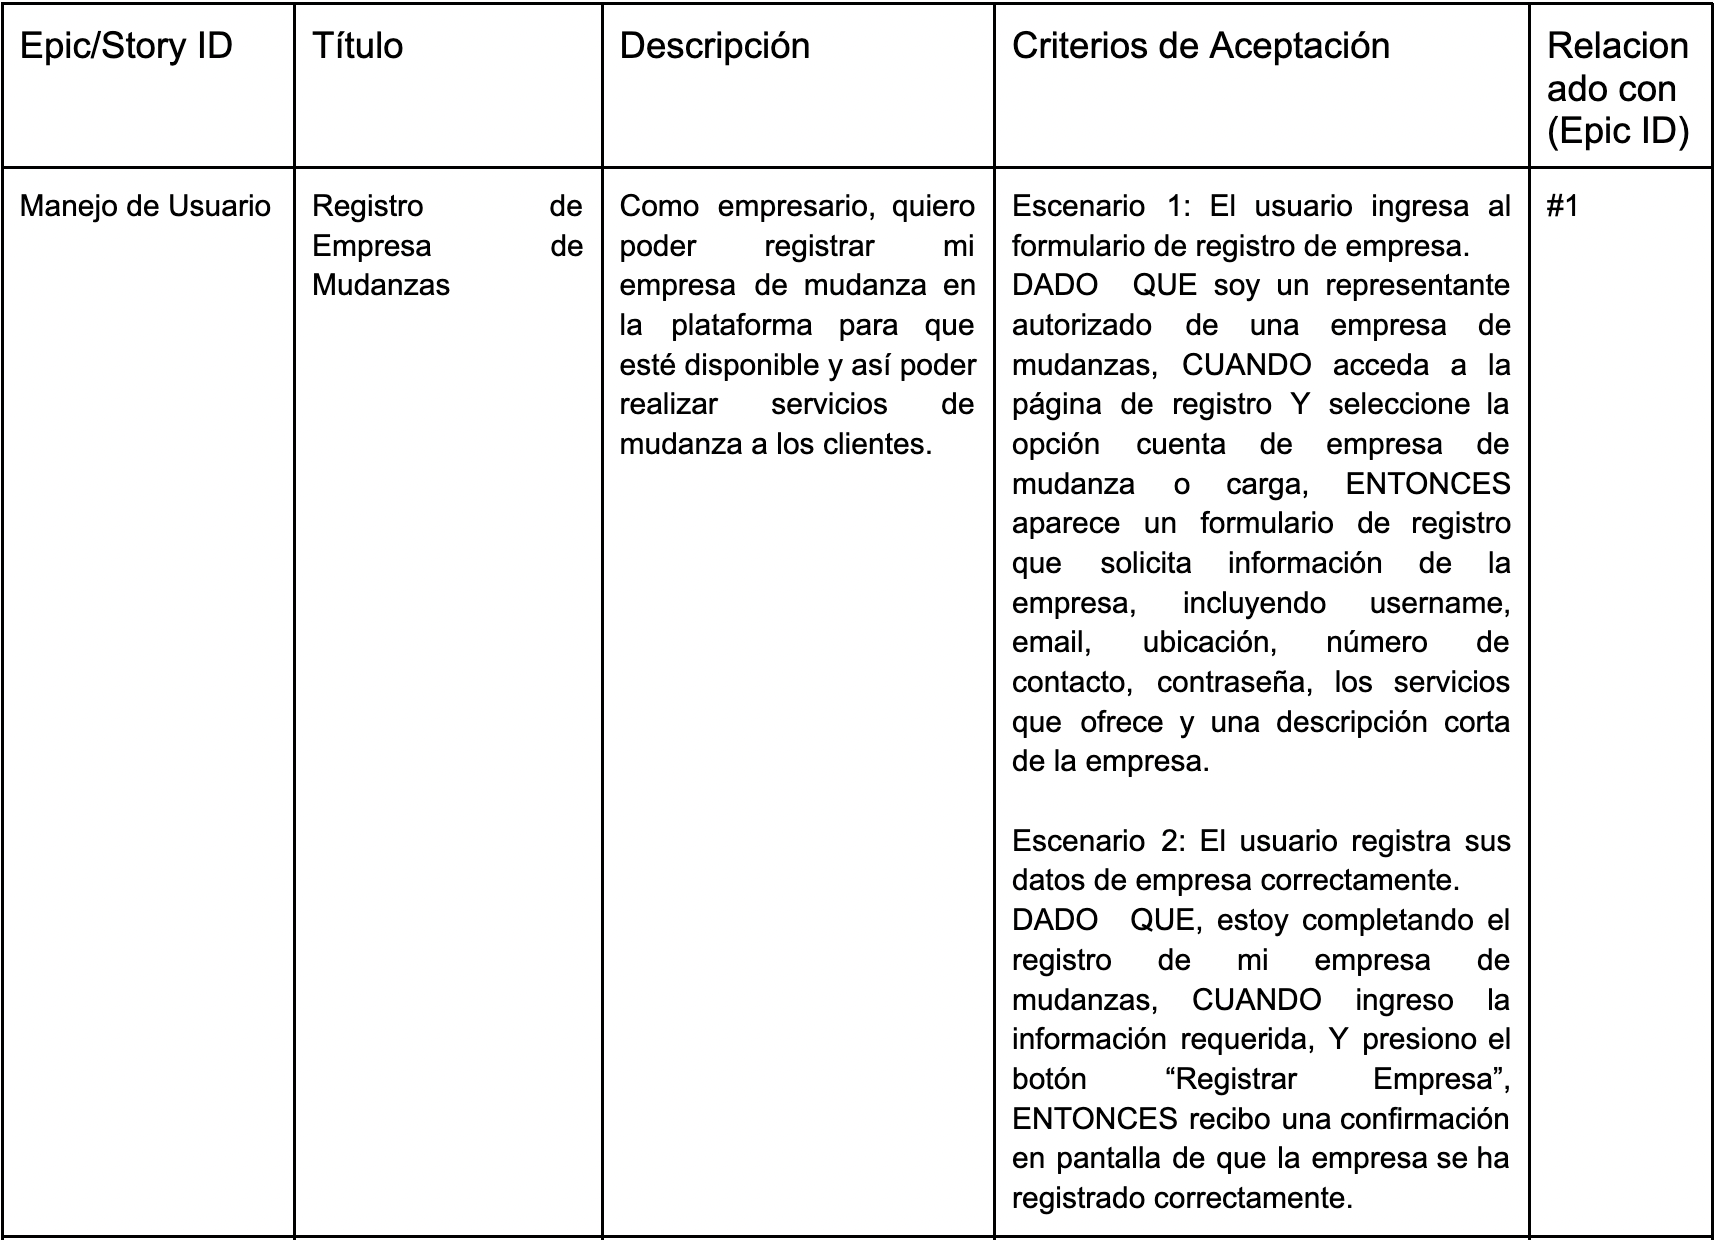 Epic/Story ID
Título
Descripción
Criterios de Aceptación
Relacion
ado con
(Epic ID)
Manejo de Usuario
Registro de
Empresa de
Mudanzas
Como empresario, quiero
poder registrar mi
empresa de mudanza en
la plataforma para que
esté disponible y así poder
realizar servicios de
mudanza a los clientes.
Escenario 1: El usuario ingresa al
formulario de registro de empresa.
DADO QUE soy un representante
autorizado de una empresa de
mudanzas, CUANDO acceda a la
página de registro Y seleccione la
opción cuenta de empresa de
mudanza o carga, ENTONCES
aparece un formulario de registro
que solicita información de la
empresa, incluyendo username,
email, ubicación, número de
contacto, contraseña, los servicios
que ofrece y una descripción corta
de la empresa.
Escenario 2: El usuario registra sus
datos de empresa correctamente.
DADO QUE, estoy completando el
registro de mi empresa de
mudanzas, CUANDO ingreso la
información requerida, Y presiono el
botón “Registrar Empresa”,
ENTONCES recibo una confirmación
en pantalla de que la empresa se ha
registrado correctamente.
#1